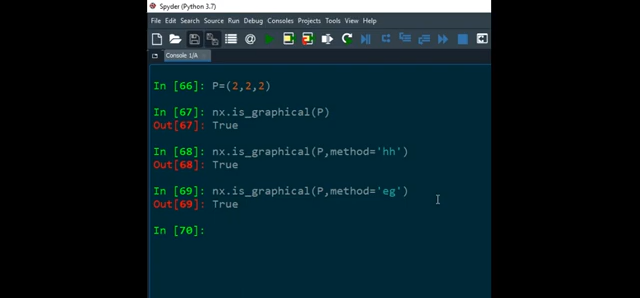 Spyder (Python 3.7)
File Edit Search Source Run Debug Consoles Projects Tools View Help
Console 1/A
In [66]: P=(2,2,2)
In [67]: nx.is_graphical(P)
Out[67]: True
In [68]: nx.is_graphical(P,method='hh')
Out[68]: True
In [69]: nx.is_graphical(P,method='eg')
Out[69]: True
In [70]: